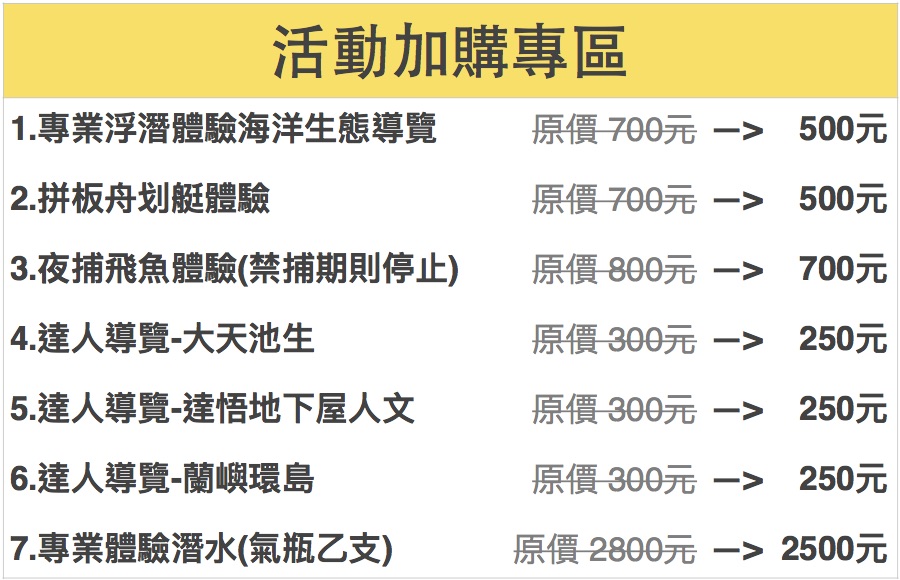 活動加購專區
1.專業浮潛體驗海洋生態導覽 原價 700元 —> 500元
2.拼板舟划艇體驗 原價 700元 —> 500元
3.夜捕飛魚體驗(禁捕期則停止) 原價 800元 —> 700元
4.達人導覽-大天池生 原價 300元 —> 250元
5.達人導覽-達悟地下屋人文 原價 300元 —> 250元
6.達人導覽-蘭嶼環島 原價 300元 —> 250元
7.專業體驗潛水(氣瓶乙支) 原價 2800元 —> 2500元